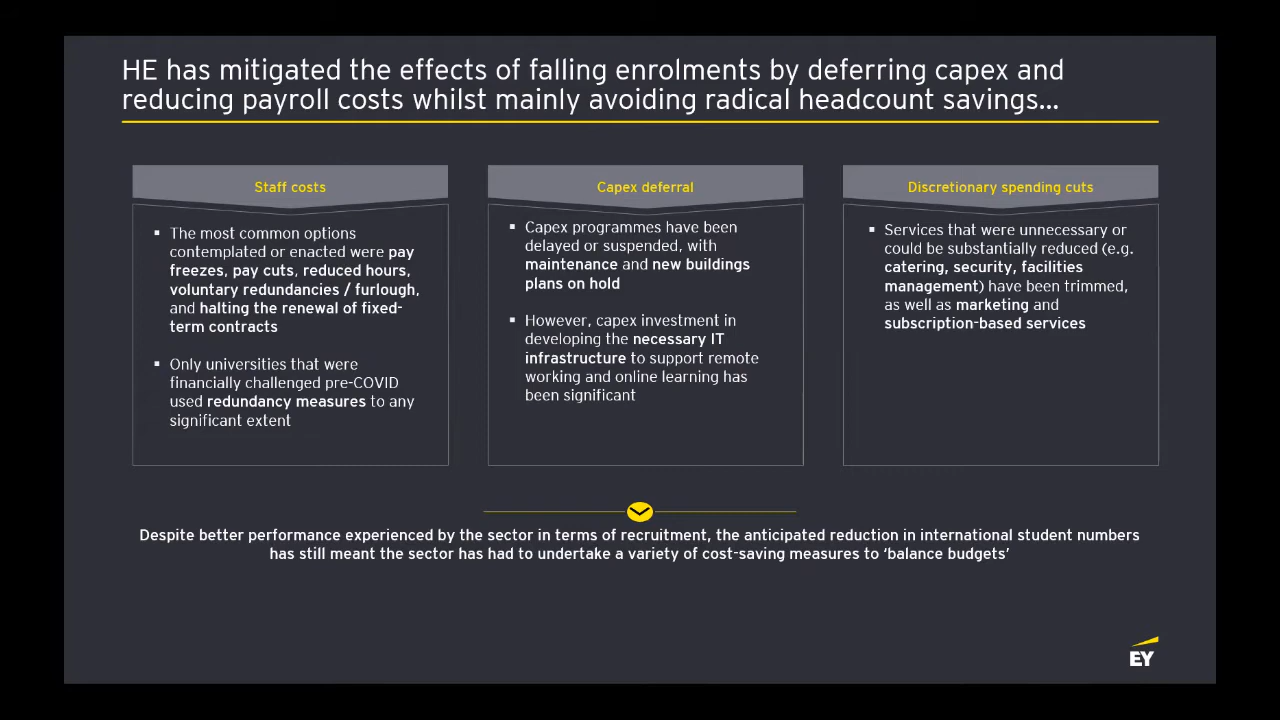 HE has mitigated the effects of falling enrolments by deferring capex and
reducing payroll costs whilst mainly avoiding radical headcount savings…
Staff costs
▪ The most common options
contemplated or enacted were pay
freezes, pay cuts, reduced hours,
voluntary redundancies / furlough,
and halting the renewal of fixed-
term contracts
▪ Only universities that were
financially challenged pre-COVID
used redundancy measures to any
significant extent
Capex deferral
▪ Capex programmes have been
delayed or suspended, with
maintenance and new buildings
plans on hold
▪ However, capex investment in
developing the necessary IT
infrastructure to support remote
working and online learning has
been significant
Discretionary spending cuts
▪ Services that were unnecessary or
could be substantially reduced (e.g.
catering, security, facilities
management) have been trimmed,
as well as marketing and
subscription-based services
Despite better performance experienced by the sector in terms of recruitment, the anticipated reduction in international student numbers
has still meant the sector has had to undertake a variety of cost-saving measures to ‘balance budgets’
EY